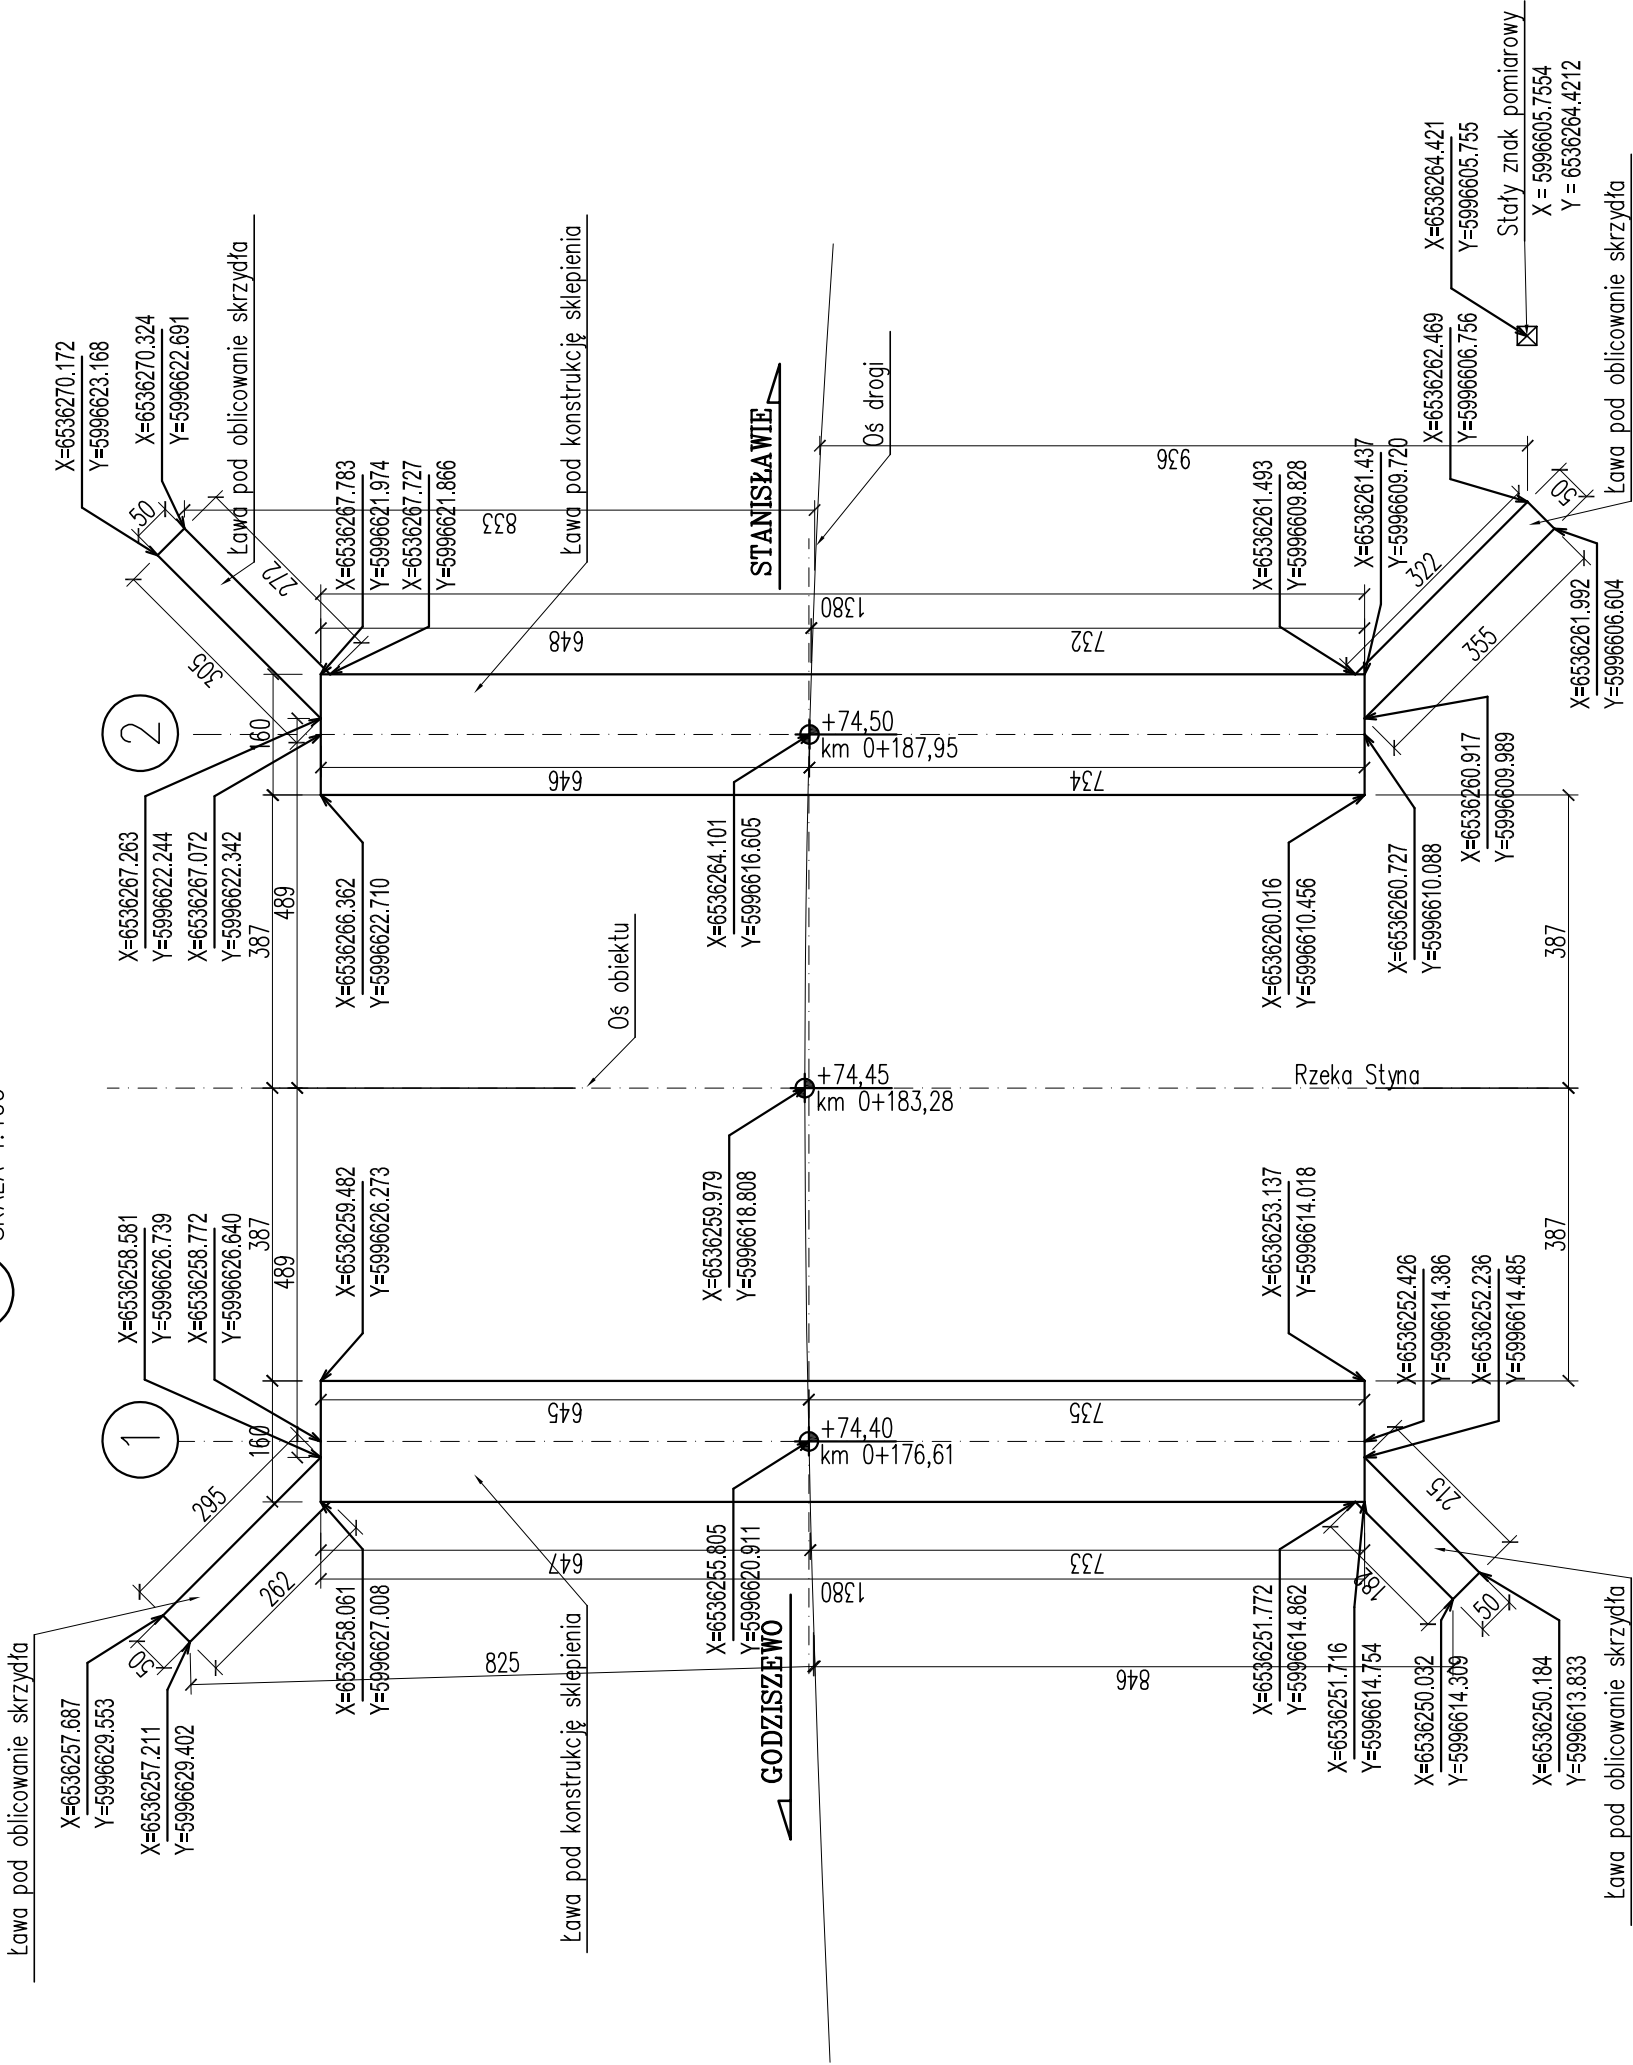 Ława pod oblicowanie skrzydła
X=6536257.687
Y=5996629.553
X=6536257.211
Y=5996629.402
50
262
295
825
1
160
X=6536258.581
Y=5996626.739
X=6536258.772
Y=5996626.640
387
489
X=6536259.482
Y=5996626.273
X=6536258.061
Y=5996627.008
Ława pod konstrukcję sklepienia
645
647
1380
GODZISZEWO
X=6536255.805
Y=5996620.911
+74,40
km 0+176,61
735
733
846
X=6536253.137
Y=5996614.018
387
X=6536252.426
Y=5996614.386
X=6536252.236
Y=5996614.485
215
50
X=6536251.772
Y=5996614.862
X=6536251.716
Y=5996614.754
X=6536250.032
Y=5996614.309
X=6536250.184
Y=5996613.833
Ława pod oblicowanie skrzydła
X=6536259.979
Y=5996618.808
+74,45
km 0+183,28
Oś obiektu
Rzeka Styna
2
160
X=6536267.263
Y=5996622.244
X=6536267.072
Y=5996622.342
387
489
X=6536266.362
Y=5996622.710
305
272
50
X=6536270.172
Y=5996623.168
X=6536270.324
Y=5996622.691
Ława pod oblicowanie skrzydła
X=6536267.783
Y=5996621.974
X=6536267.727
Y=5996621.866
833
Ława pod konstrukcję sklepienia
646
648
1380
X=6536264.101
Y=5996616.605
+74,50
km 0+187,95
STANISŁAWIE
Oś drogi
734
732
936
X=6536260.016
Y=5996610.456
X=6536260.727
Y=5996610.088
X=6536260.917
Y=5996609.989
387
X=6536261.493
Y=5996609.828
X=6536261.437
Y=5996609.720
322
355
50
X=6536262.469
Y=5996606.756
X=6536261.992
Y=5996606.604
X=6536264.421
Y=5996605.755
Stały znak pomiarowy
X = 5996605.7554
Y = 6536264.4212
Ława pod oblicowanie skrzydła